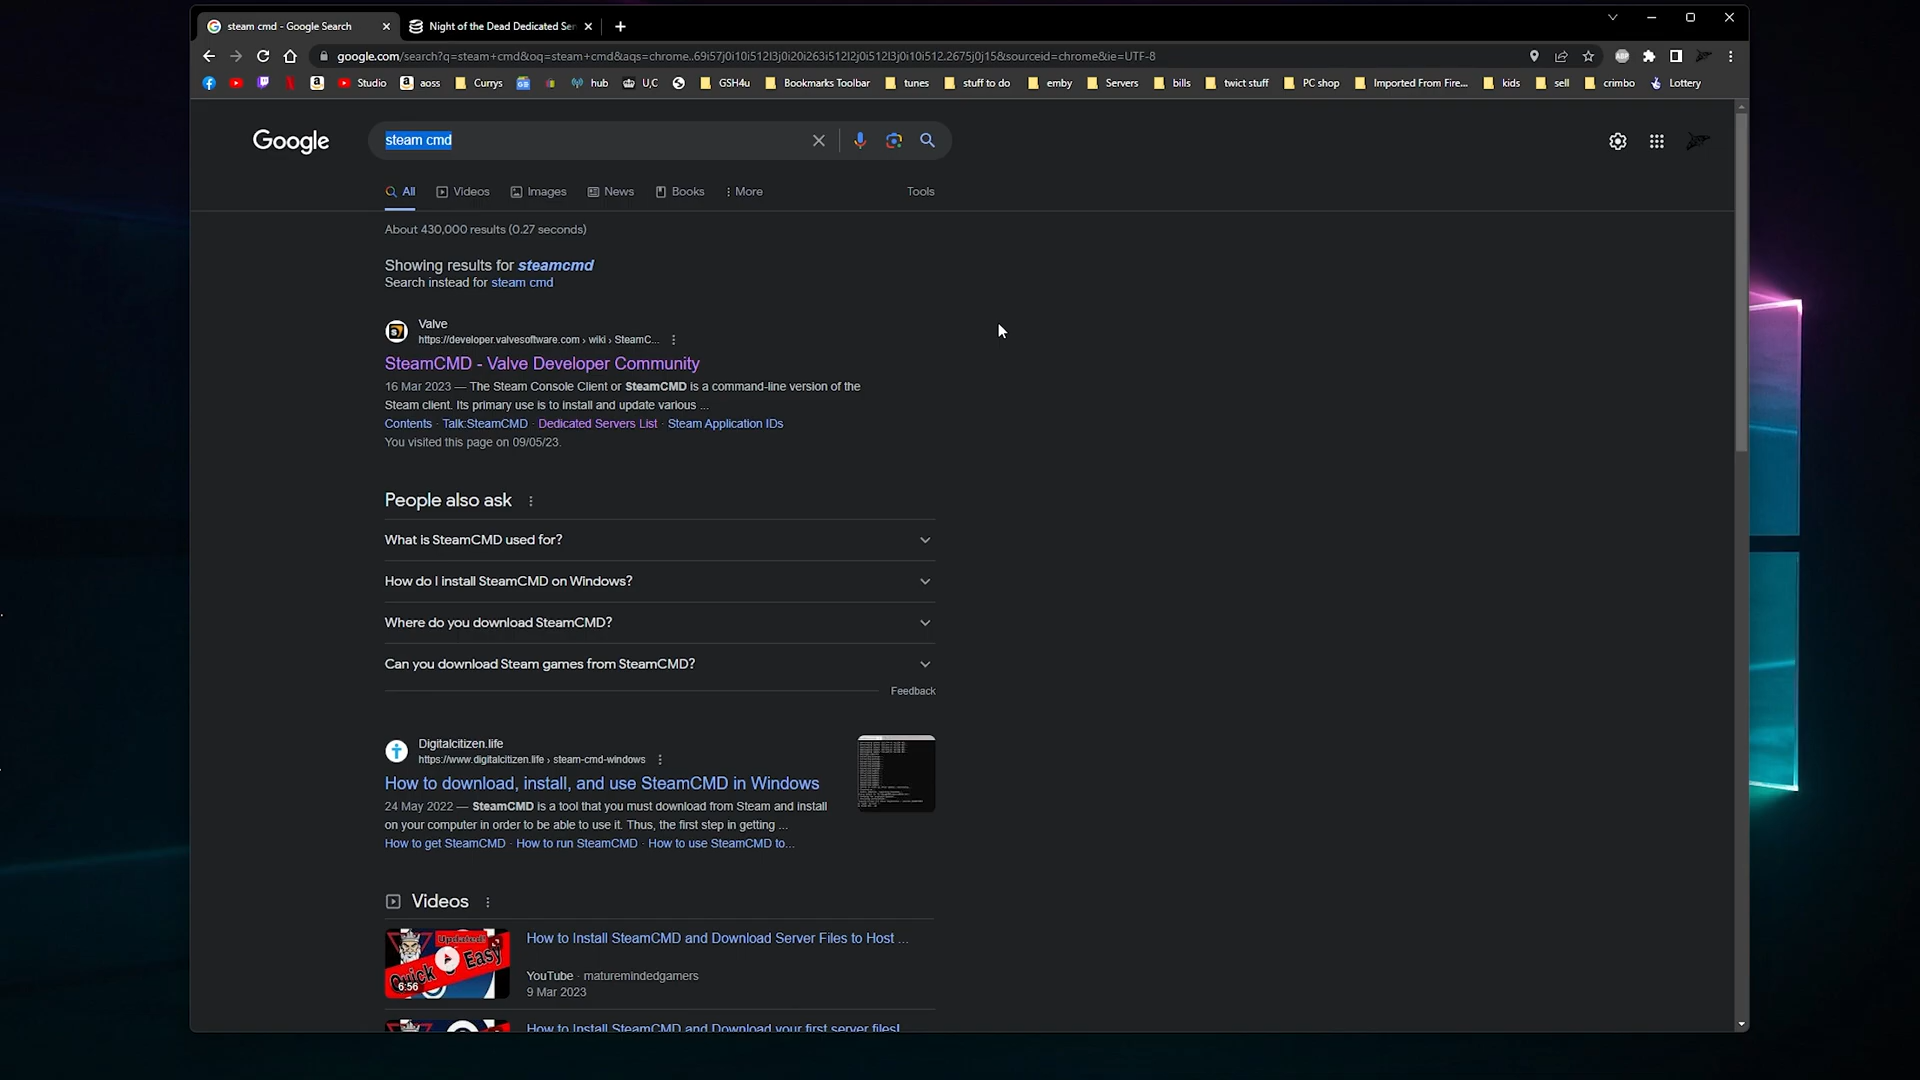 steam cmd - Google Search
Night of the Dead Dedicated Ser
google.com/search?q=steam+cmd&oq=steam+cmd&aqs=chrome..69i57j0i10i512l3j0i20i263i512l2j0i512l3j0i10i512.2675j0j15&sourceid=chrome&ie=UTF-8
Studio aoss Currys hub U,C GSH4u Bookmarks Toolbar tunes stuff to do emby Servers bills twict stuff PC shop Imported From Fire... kids sell crimbo Lottery
Google
steam cmd
All Videos Images News Books More Tools
About 430,000 results (0.27 seconds)
Showing results for steamcmd
Search instead for steam cmd
Valve
https://developer.valvesoftware.com › wiki › SteamC...
SteamCMD - Valve Developer Community
16 Mar 2023 — The Steam Console Client or SteamCMD is a command-line version of the
Steam client. Its primary use is to install and update various ...
Contents · Talk:SteamCMD · Dedicated Servers List · Steam Application IDs
You visited this page on 09/05/23.
People also ask
What is SteamCMD used for?
How do I install SteamCMD on Windows?
Where do you download SteamCMD?
Can you download Steam games from SteamCMD?
Feedback
Digitalcitizen.life
https://www.digitalcitizen.life › steam-cmd-windows
How to download, install, and use SteamCMD in Windows
24 May 2022 — SteamCMD is a tool that you must download from Steam and install
on your computer in order to be able to use it. Thus, the first step in getting ...
How to get SteamCMD · How to run SteamCMD · How to use SteamCMD to...
Videos
Updated!
Quick & Easy
6:56
How to Install SteamCMD and Download Server Files to Host ...
YouTube · maturemindedgamers
9 Mar 2023
How to Install SteamCMD and Download your first server files!